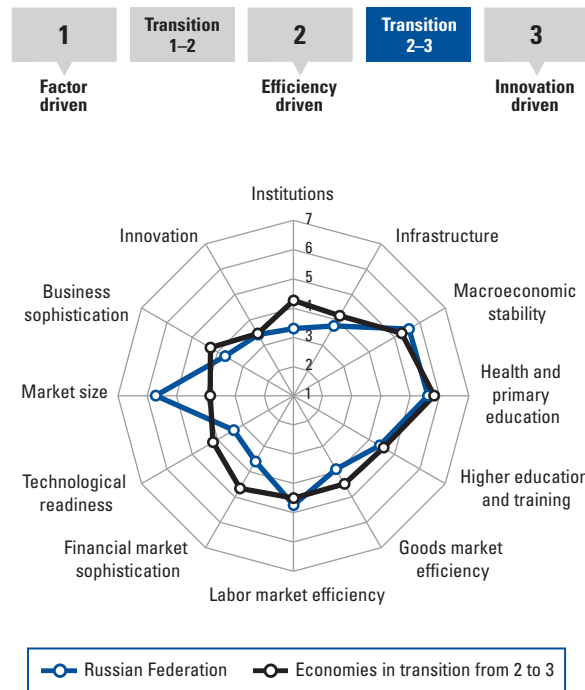 1
Transition
1–2
2
Transition
2–3
3
Factor
driven
Efficiency
driven
Innovation
driven
Institutions
7
6
5
4
3
2
1
Infrastructure
Macroeconomic
stability
Health and
primary
education
Higher education
and training
Goods market
efficiency
Labor market efficiency
Financial market
sophistication
Technological
readiness
Market size
Business
sophistication
Innovation
Russian Federation
Economies in transition from 2 to 3